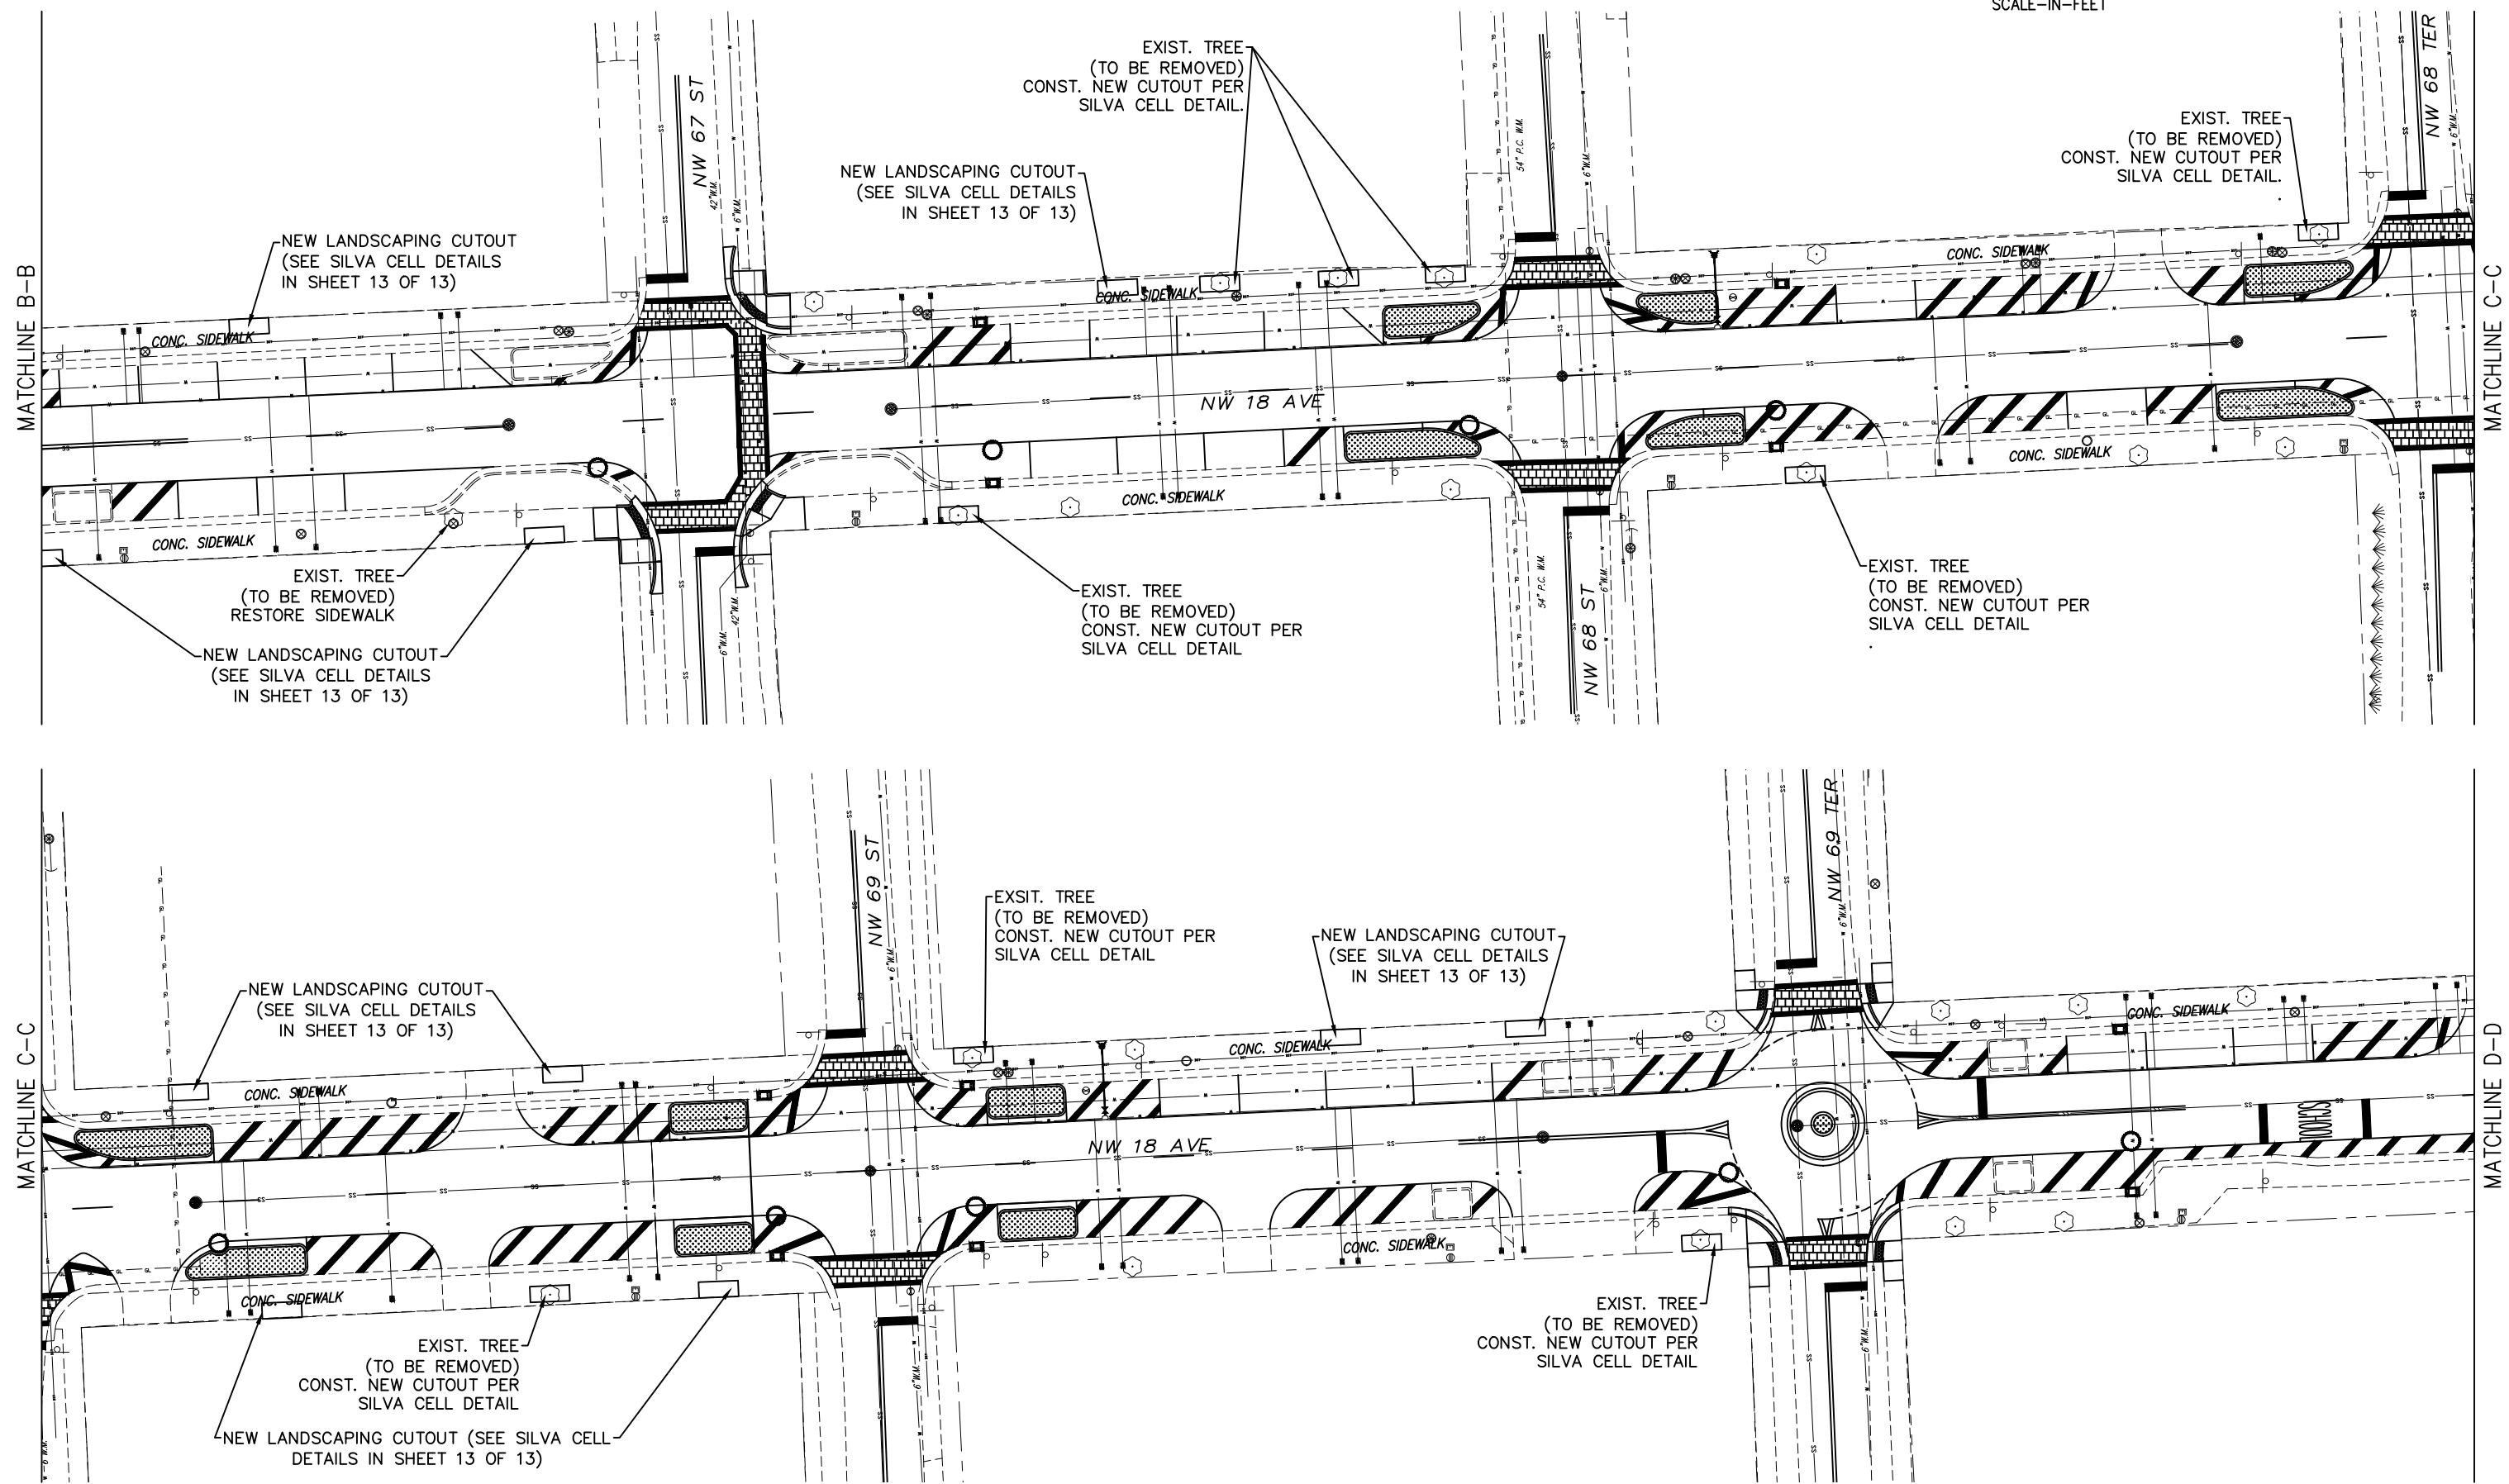 SCALE-IN-FEET
MATCHLINE B-B
NW 67 ST
42"W.M.
6"W.M.
EXIST. TREE
(TO BE REMOVED)
CONST. NEW CUTOUT PER
SILVA CELL DETAIL.
54" P.C. W.M.
6"W.M.
NW 68 TER
6"W.M.
EXIST. TREE
(TO BE REMOVED)
CONST. NEW CUTOUT PER
SILVA CELL DETAIL.
NEW LANDSCAPING CUTOUT
(SEE SILVA CELL DETAILS
IN SHEET 13 OF 13)
NEW LANDSCAPING CUTOUT
(SEE SILVA CELL DETAILS
IN SHEET 13 OF 13)
CONC. SIDEWALK
CONC. SIDEWALK
CONC. SIDEWALK
MATCHLINE C-C
NW 18 AVE
CONC. SIDEWALK
CONC. SIDEWALK
CONC. SIDEWALK
EXIST. TREE
(TO BE REMOVED)
RESTORE SIDEWALK
NEW LANDSCAPING CUTOUT
(SEE SILVA CELL DETAILS
IN SHEET 13 OF 13)
6"W.M.
42"W.M.
EXIST. TREE
(TO BE REMOVED)
CONST. NEW CUTOUT PER
SILVA CELL DETAIL
54" P.C. W.M.
NW 68 ST
6"W.M.
EXIST. TREE
(TO BE REMOVED)
CONST. NEW CUTOUT PER
SILVA CELL DETAIL
MATCHLINE C-C
NW 69 ST
6"W.M.
EXSIT. TREE
(TO BE REMOVED)
CONST. NEW CUTOUT PER
SILVA CELL DETAIL
NEW LANDSCAPING CUTOUT
(SEE SILVA CELL DETAILS
IN SHEET 13 OF 13)
NW 69 TER
6"W.M.
NEW LANDSCAPING CUTOUT
(SEE SILVA CELL DETAILS
IN SHEET 13 OF 13)
CONC. SIDEWALK
CONC. SIDEWALK
CONC. SIDEWALK
SCHOOL
MATCHLINE D-D
NW 18 AVE
CONC. SIDEWALK
CONC. SIDEWALK
EXIST. TREE
(TO BE REMOVED)
CONST. NEW CUTOUT PER
SILVA CELL DETAIL
NEW LANDSCAPING CUTOUT (SEE SILVA CELL
DETAILS IN SHEET 13 OF 13)
6"W.M.
6"W.M.
EXIST. TREE
(TO BE REMOVED)
CONST. NEW CUTOUT PER
SILVA CELL DETAIL
6"W.M.